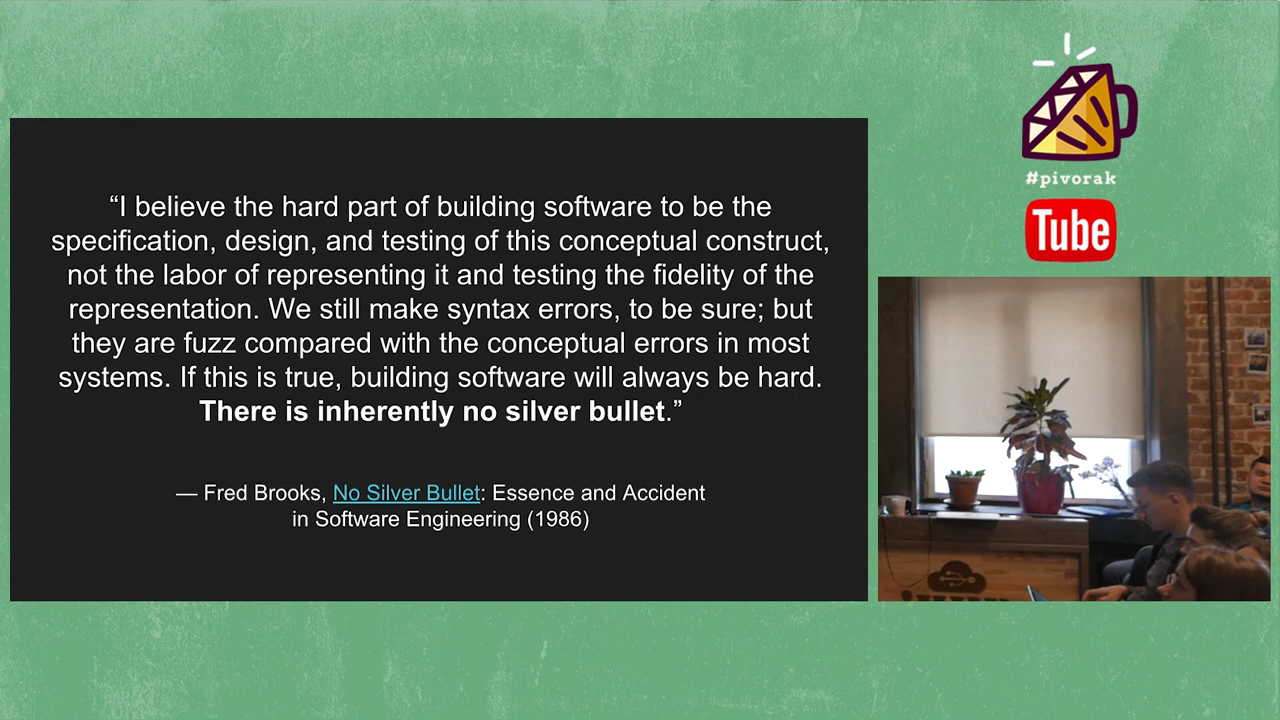 “I believe the hard part of building software to be the
specification, design, and testing of this conceptual construct,
not the labor of representing it and testing the fidelity of the
representation. We still make syntax errors, to be sure; but
they are fuzz compared with the conceptual errors in most
systems. If this is true, building software will always be hard.
There is inherently no silver bullet.”
— Fred Brooks, No Silver Bullet: Essence and Accident
in Software Engineering (1986)
#pivorak
Tube